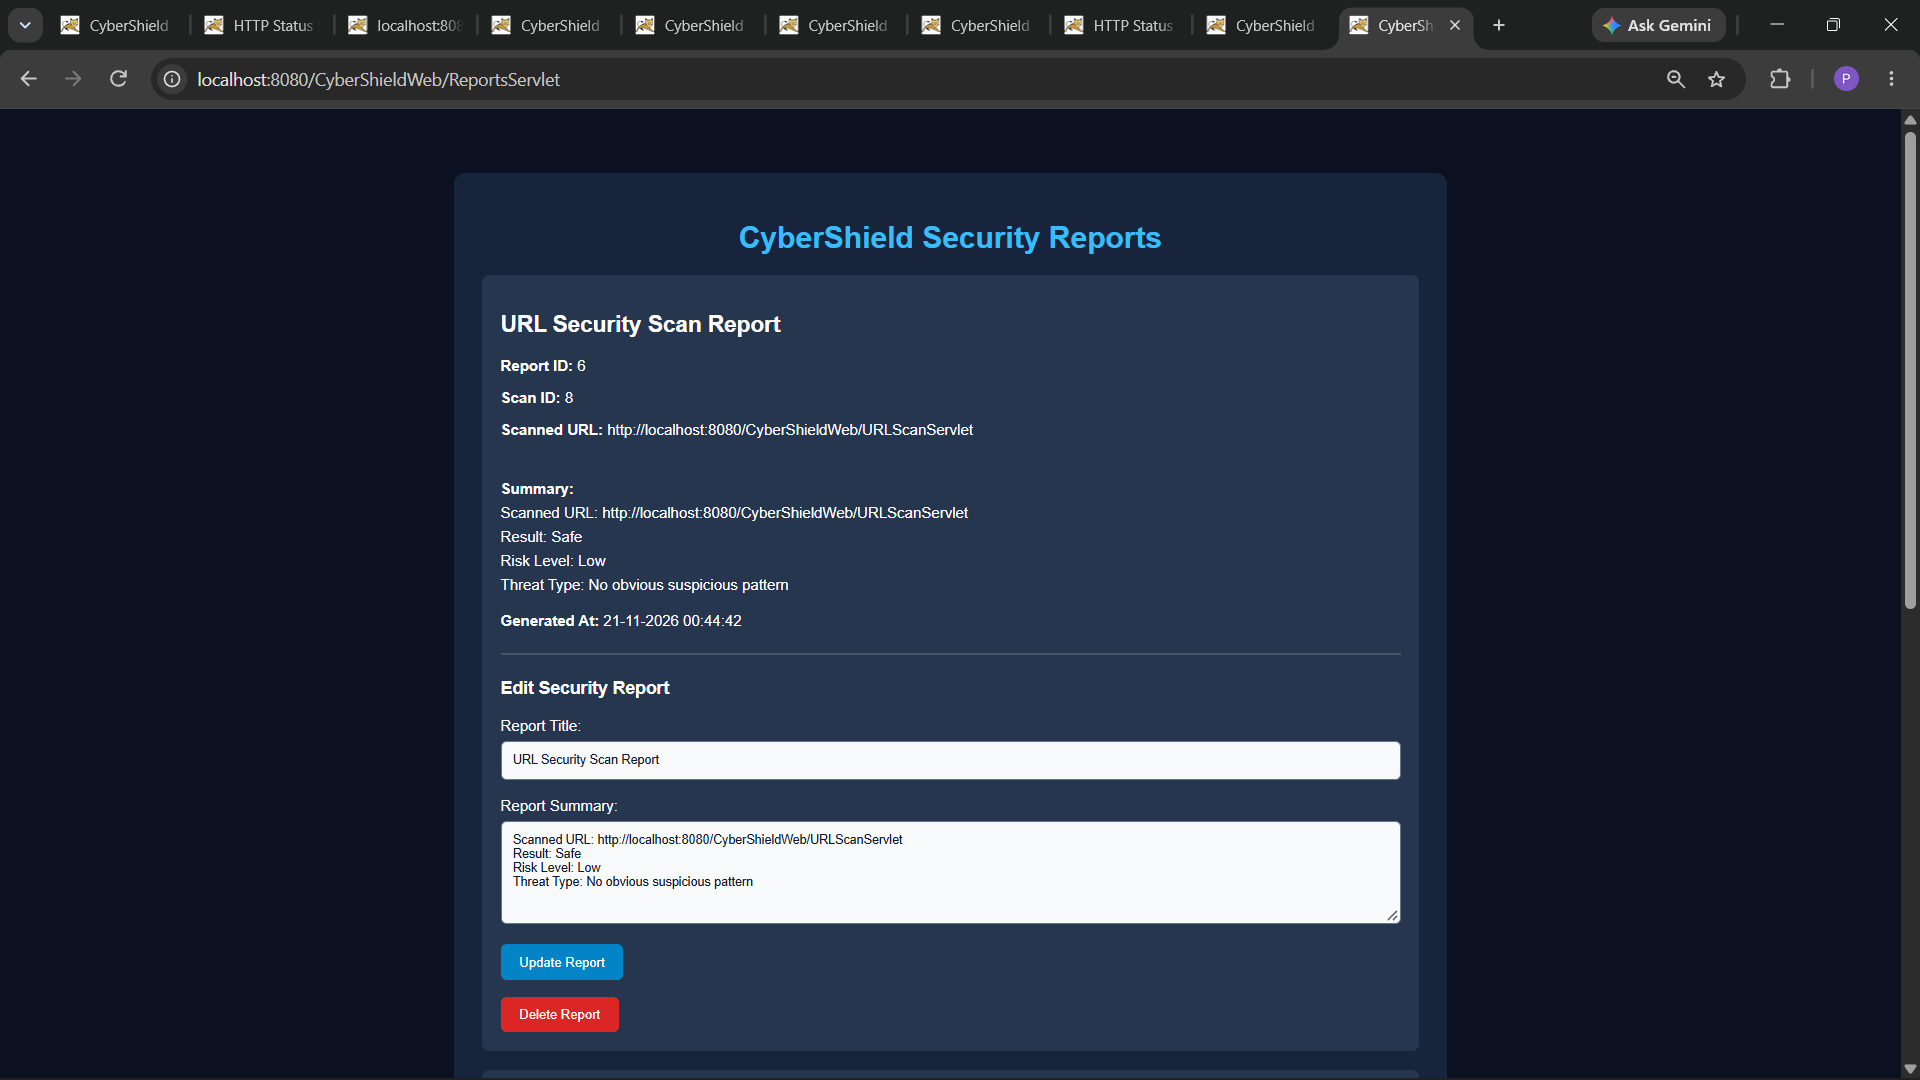 CyberShield
HTTP Status
localhost:808
CyberShield
CyberShield
CyberShield
CyberShield
HTTP Status
CyberShield
CyberSh
Ask Gemini
localhost:8080/CyberShieldWeb/ReportsServlet
P
CyberShield Security Reports
URL Security Scan Report
Report ID: 6
Scan ID: 8
Scanned URL: http://localhost:8080/CyberShieldWeb/URLScanServlet
Summary:
Scanned URL: http://localhost:8080/CyberShieldWeb/URLScanServlet
Result: Safe
Risk Level: Low
Threat Type: No obvious suspicious pattern
Generated At: 21-11-2026 00:44:42
Edit Security Report
Report Title:
URL Security Scan Report
Report Summary:
Scanned URL: http://localhost:8080/CyberShieldWeb/URLScanServlet
Result: Safe
Risk Level: Low
Threat Type: No obvious suspicious pattern
Update Report
Delete Report